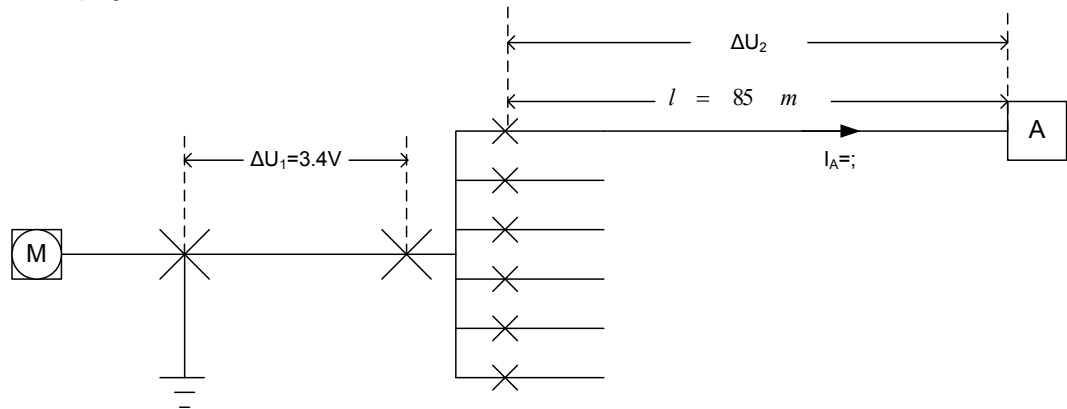 ΔU₂
l = 85 m
A
ΔU₁=3.4V
I_A=;
M